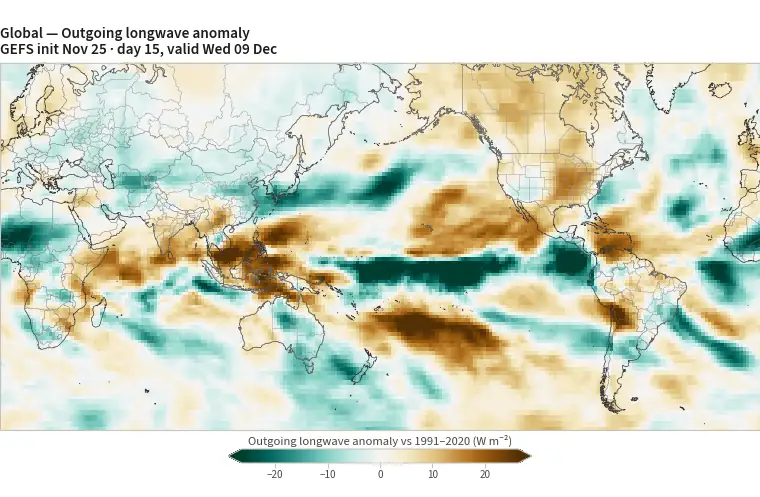 Global — Outgoing longwave anomaly
GEFS init Nov 25 · day 15, valid Wed 09 Dec
Outgoing longwave anomaly vs 1991–2020 (W m⁻²)
−20 −10 0 10 20